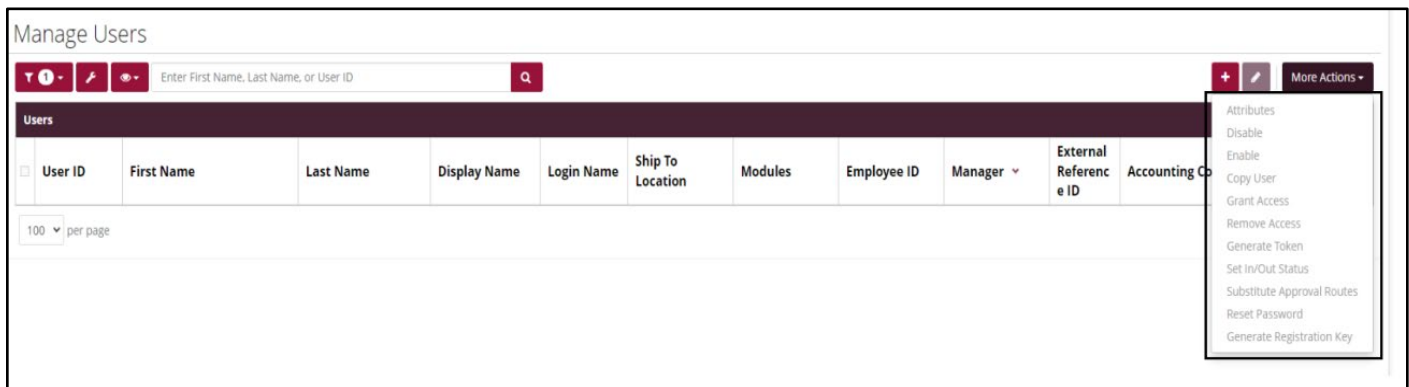 Manage Users
1
Enter First Name, Last Name, or User ID
More Actions
Users
User ID
First Name
Last Name
Display Name
Login Name
Ship To
Location
Modules
Employee ID
Manager
External
Referenc
e ID
Accounting Co
100 per page
Attributes
Disable
Enable
Copy User
Grant Access
Remove Access
Generate Token
Set In/Out Status
Substitute Approval Routes
Reset Password
Generate Registration Key